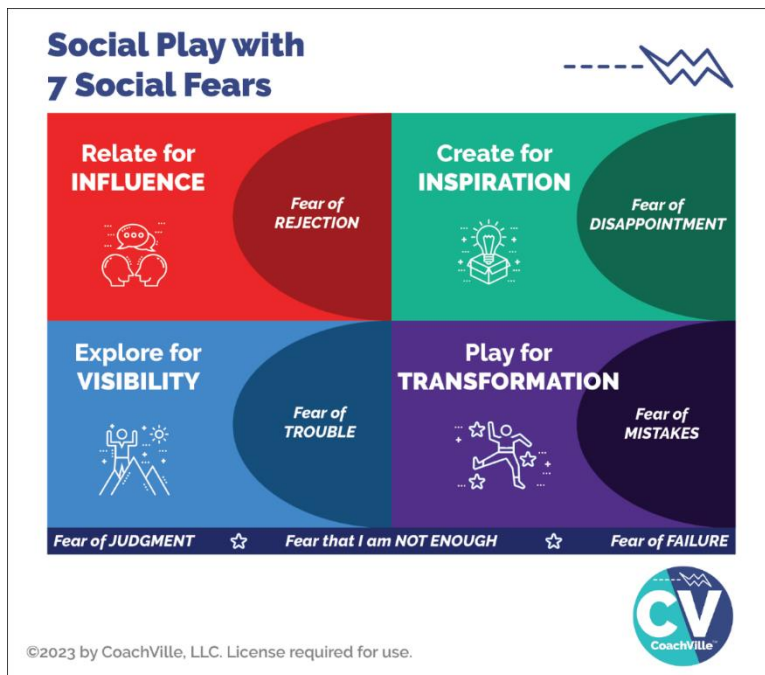 Social Play with
7 Social Fears
Relate for
INFLUENCE
Fear of
REJECTION
Create for
INSPIRATION
Fear of
DISAPPOINTMENT
Explore for
VISIBILITY
Fear of
TROUBLE
Play for
TRANSFORMATION
Fear of
MISTAKES
Fear of JUDGMENT ☆ Fear that I am NOT ENOUGH ☆ Fear of FAILURE
CV
CoachVille™
©2023 by CoachVille, LLC. License required for use.